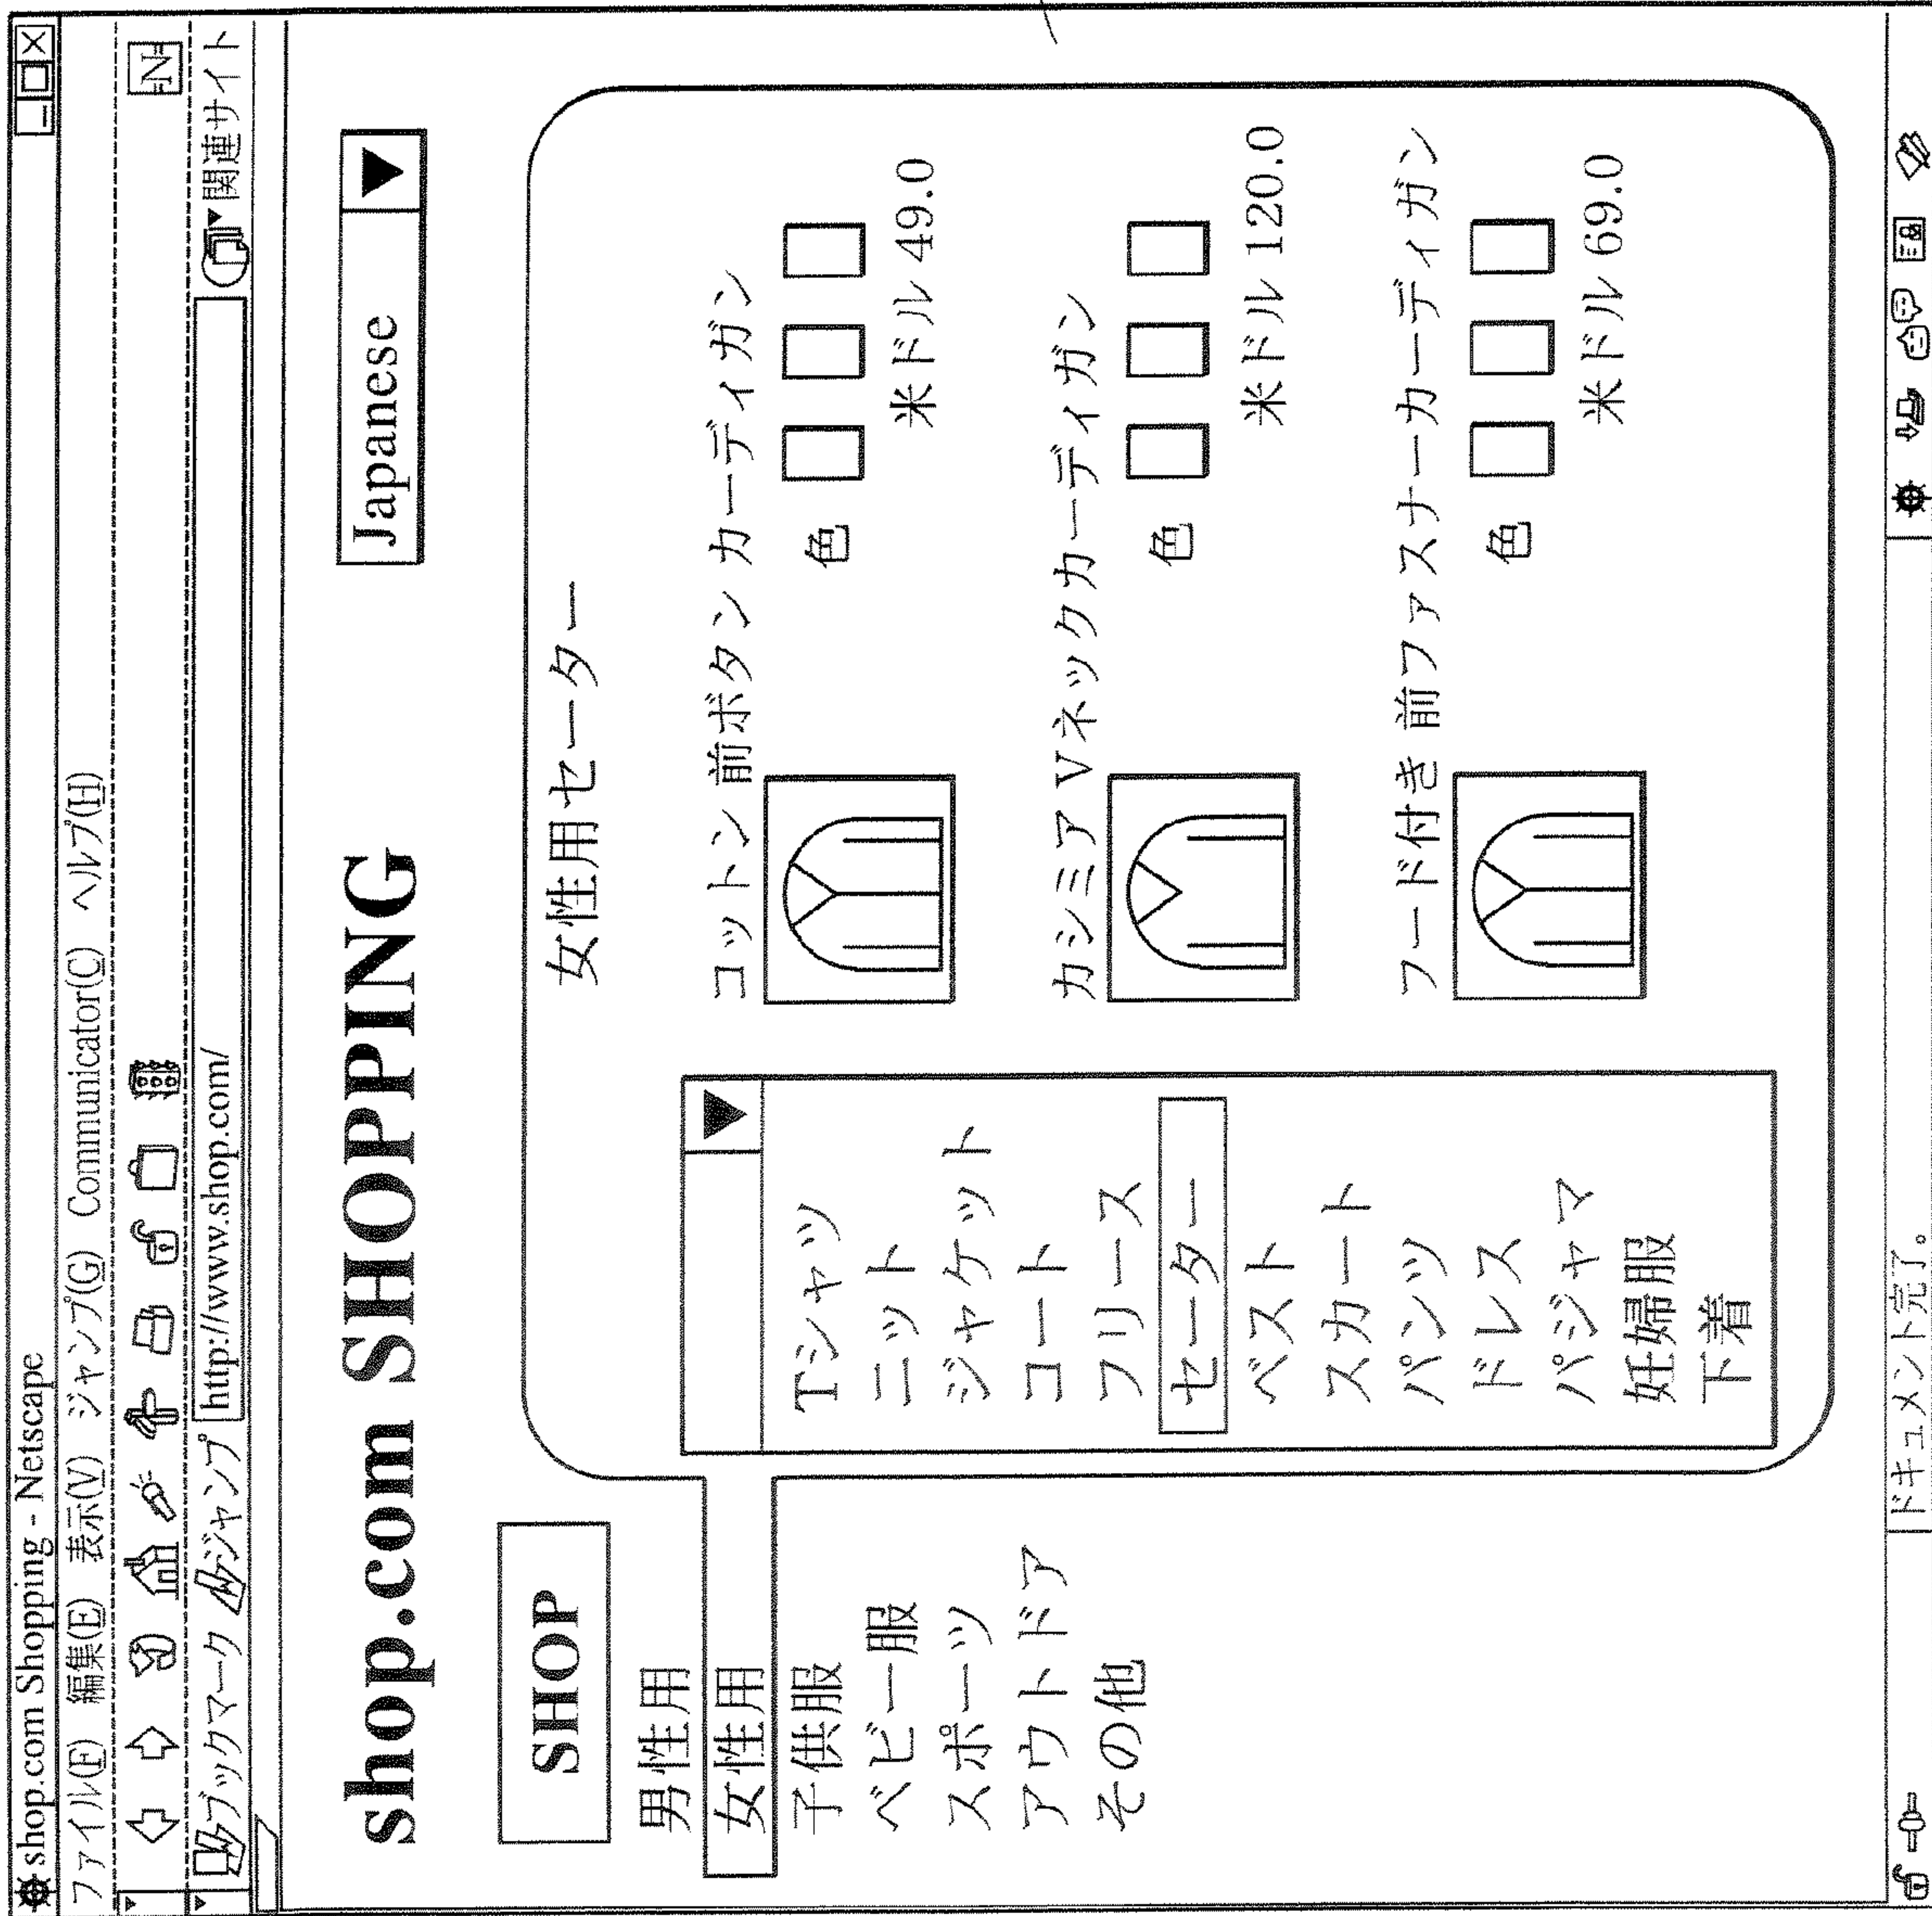 shop.com Shopping - Netscape
ファイル(F) 編集(E) 表示(V) ジャンプ(G) Communicator(C) ヘルプ(H)
N
ブックマーク ジャンプ http://www.shop.com/ 関連サイト
shop.com SHOPPING
Japanese
SHOP
男性用
女性用
子供服
ベビー服
スポーツ
アウトドア
その他
Tシャツ
ニット
ジャケット
コート
フリース
セーター
ベスト
スカート
パンツ
ドレス
パジャマ
妊婦服
下着
女性用セーター
コットン 前ボタン カーディガン
色
米ドル 49.0
カシミア Vネックカーディガン
色
米ドル 120.0
フード付き 前ファスナーカーディガン
色
米ドル 69.0
ドキュメント完了。